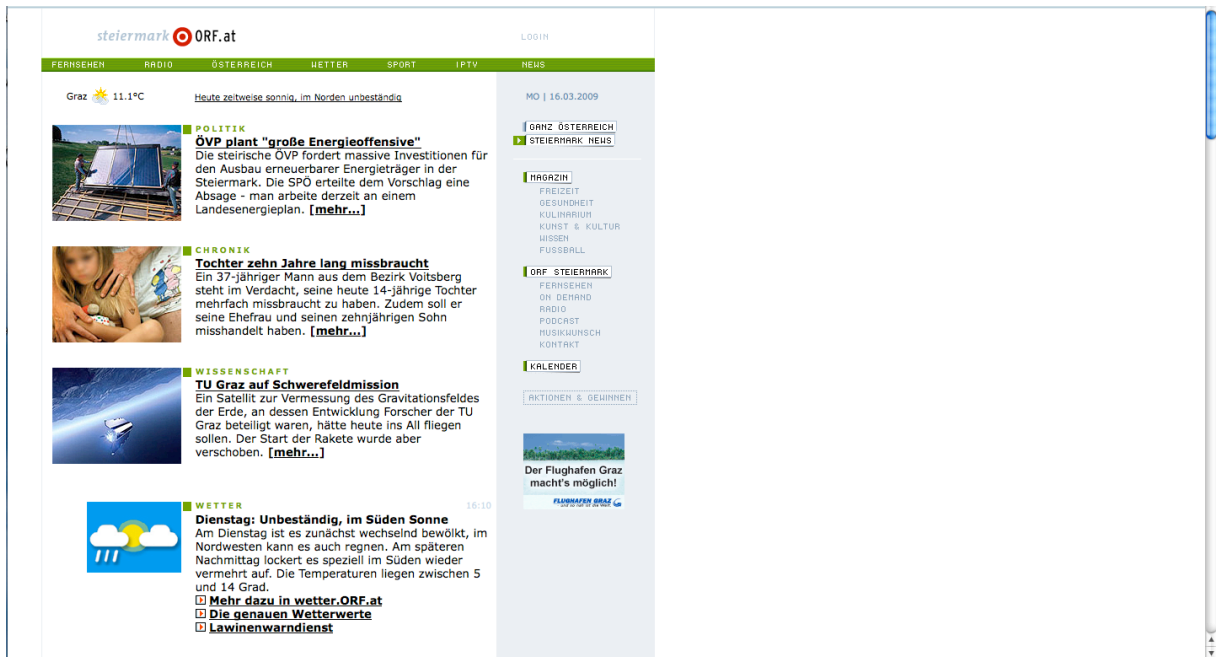 steiermark ORF.at
LOGIN
FERNSEHEN RADIO ÖSTERREICH WETTER SPORT IPTV NEWS
Graz 11.1°C Heute zeitweise sonnig, im Norden unbeständig
MO | 16.03.2009
POLITIK
ÖVP plant "große Energieoffensive"
Die steirische ÖVP fordert massive Investitionen für
den Ausbau erneuerbarer Energieträger in der
Steiermark. Die SPÖ erteilte dem Vorschlag eine
Absage - man arbeite derzeit an einem
Landesenergieplan. [mehr...]
CHRONIK
Tochter zehn Jahre lang missbraucht
Ein 37-jähriger Mann aus dem Bezirk Voitsberg
steht im Verdacht, seine heute 14-jährige Tochter
mehrfach missbraucht zu haben. Zudem soll er
seine Ehefrau und seinen zehnjährigen Sohn
misshandelt haben. [mehr...]
WISSENSCHAFT
TU Graz auf Schwerefeldmission
Ein Satellit zur Vermessung des Gravitationsfeldes
der Erde, an dessen Entwicklung Forscher der TU
Graz beteiligt waren, hätte heute ins All fliegen
sollen. Der Start der Rakete wurde aber
verschoben. [mehr...]
WETTER 16:10
Dienstag: Unbeständig, im Süden Sonne
Am Dienstag ist es zunächst wechselnd bewölkt, im
Nordwesten kann es auch regnen. Am späteren
Nachmittag lockert es speziell im Süden wieder
vermehrt auf. Die Temperaturen liegen zwischen 5
und 14 Grad.
Mehr dazu in wetter.ORF.at
Die genauen Wetterwerte
Lawinenwarndienst
GANZ ÖSTERREICH
STEIERMARK NEWS
MAGAZIN
FREIZEIT
GESUNDHEIT
KULINARIUM
KUNST & KULTUR
WISSEN
FUSSBALL
ORF STEIERMARK
FERNSEHEN
ON DEMAND
RADIO
PODCAST
MUSIKWUNSCH
KONTAKT
KALENDER
AKTIONEN & GEWINNEN
Der Flughafen Graz
macht's möglich!
FLUGHAFEN GRAZ